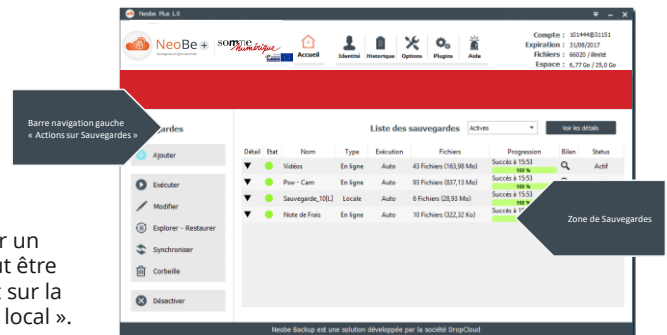 Neobe Plus 1.0
NeoBe +
somme numérique
Accueil
Identité
Historique
Options
Plugins
Aide
Compte : 101444@31151
Expiration : 31/08/2017
Fichiers : 66020 / illimité
Espace : 6,77 Go / 25,0 Go
Barre navigation gauche
« Actions sur Sauvegardes »
gardes
Liste des sauvegardes
Actives
Voir les détails
Ajouter
Exécuter
Modifier
Explorer - Restaurer
Synchroniser
Corbeille
Désactiver
Détail Etat Nom Type Exécution Fichiers Progression Bilan Status
Vidéos En ligne Auto 43 Fichiers (163,98 Mo) Succès à 15:53 100 % Actif
Psw - Cam En ligne Auto 93 Fichiers (837,13 Mo) Succès à 15:53 100 %
Sauvegarde_10[L] Locale Auto 6 Fichiers (28,93 Mo) Succès à 15:53 100 %
Note de Frais En ligne Auto 10 Fichiers (322,32 Ko) Succès à
Zone de Sauvegardes
r un
ut être
t sur la
local ».
Neobe Backup est une solution développée par la société DropCloud